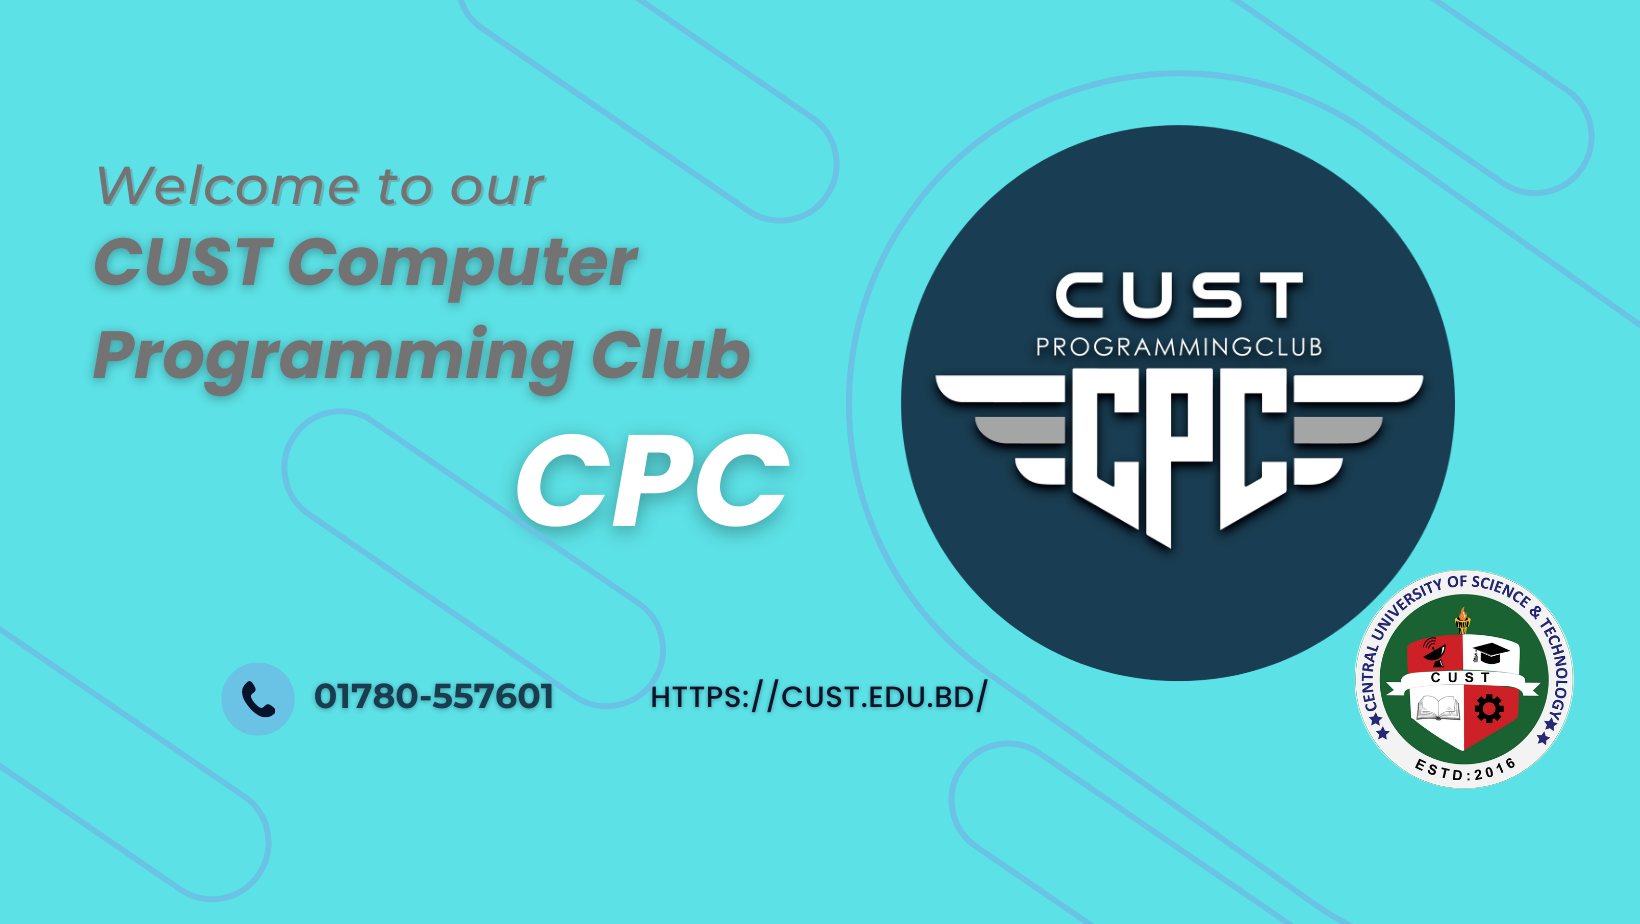 Welcome to our
CUST Computer
Programming Club
CPC
01780-557601
HTTPS://CUST.EDU.BD/
CUST
PROGRAMMINGCLUB
CPC
CENTRAL UNIVERSITY OF SCIENCE & TECHNOLOGY
CUST
ESTD:2016